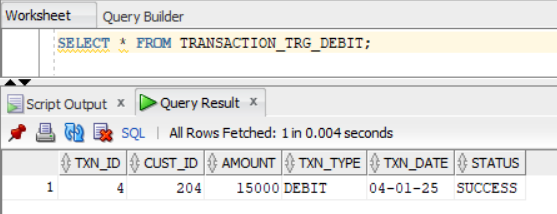 Worksheet Query Builder
SELECT * FROM TRANSACTION_TRG_DEBIT;
Script Output x Query Result x
SQL | All Rows Fetched: 1 in 0.004 seconds
TXN_ID CUST_ID AMOUNT TXN_TYPE TXN_DATE STATUS
1 4 204 15000 DEBIT 04-01-25 SUCCESS